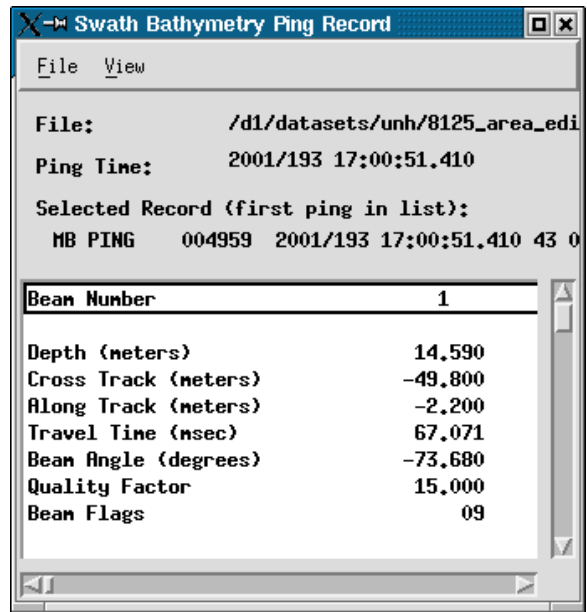 Swath Bathymetry Ping Record
File View
File: /d1/datasets/unh/8125_area_edi
Ping Time: 2001/193 17:00:51.410
Selected Record (first ping in list):
MB PING 004959 2001/193 17:00:51.410 43 0
Beam Number 1
Depth (meters) 14.590
Cross Track (meters) -49.800
Along Track (meters) -2.200
Travel Time (msec) 67.071
Beam Angle (degrees) -73.680
Quality Factor 15.000
Beam Flags 09